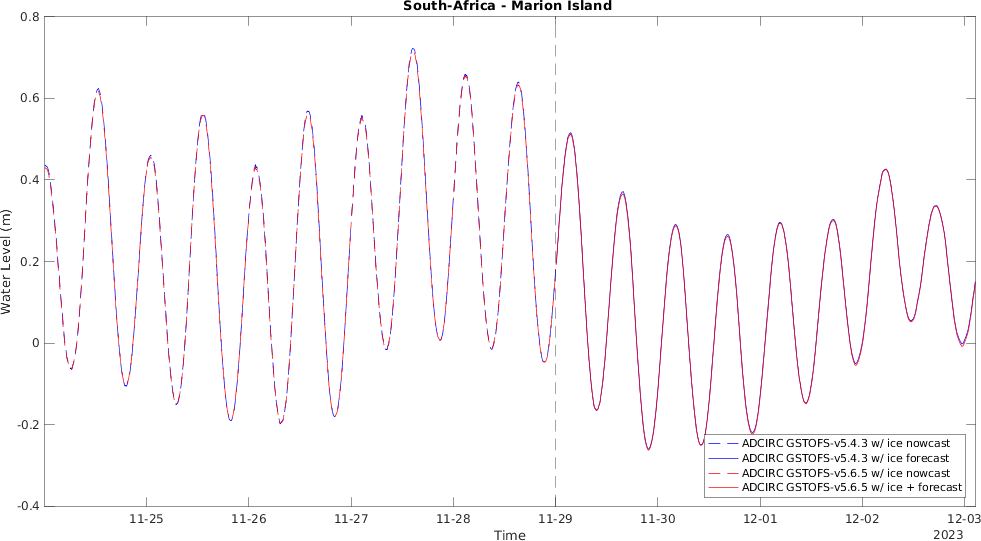 South-Africa - Marion Island
Water Level (m)
0.8
0.6
0.4
0.2
0
-0.2
-0.4
ADCIRC GSTOFS-v5.4.3 w/ ice nowcast
ADCIRC GSTOFS-v5.4.3 w/ ice forecast
ADCIRC GSTOFS-v5.6.5 w/ ice nowcast
ADCIRC GSTOFS-v5.6.5 w/ ice + forecast
11-25 11-26 11-27 11-28 11-29 11-30 12-01 12-02 12-03
Time
2023